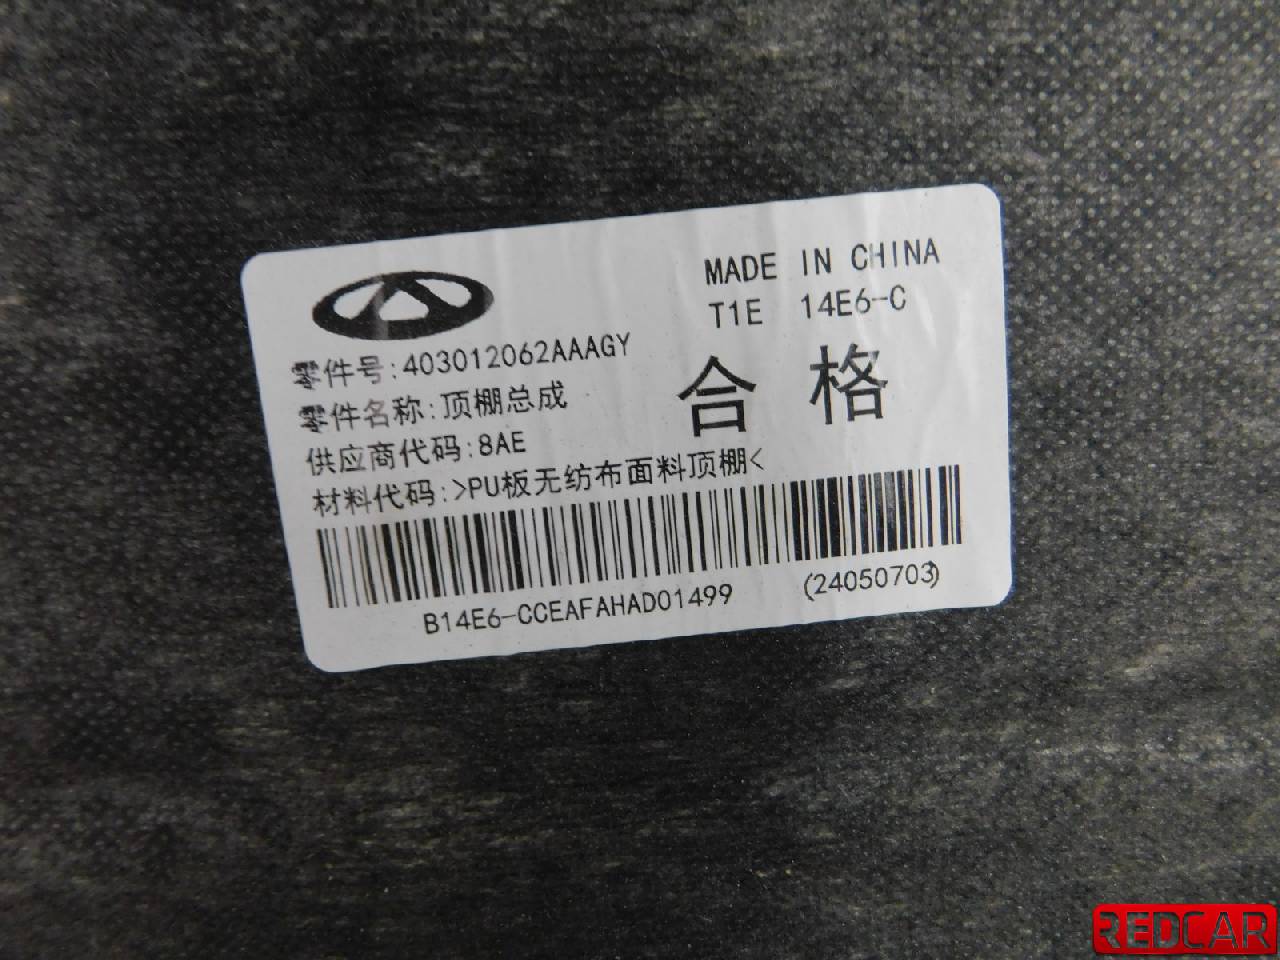 MADE IN CHINA
T1E 14E6-C
零件号:403012062AAAGY
零件名称:顶棚总成
合格
供应商代码:8AE
材料代码:>PU板无纺布面料顶棚<
B14E6-CCEAFAHAD01499 (24050703)
REDCAR